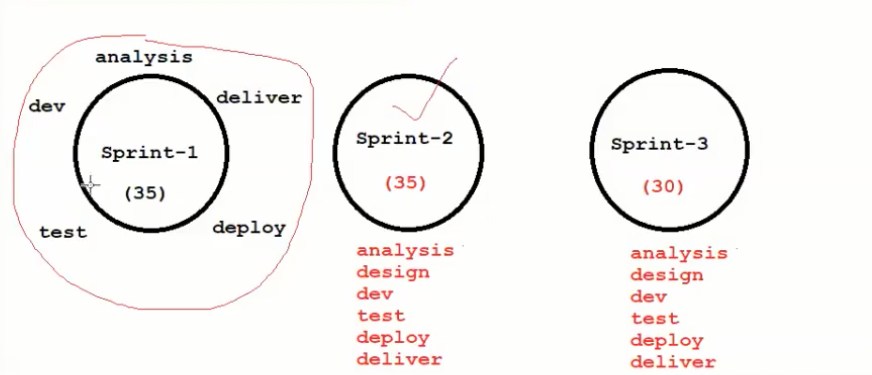 analysis
dev
deliver
Sprint-1
(35)
test
deploy
Sprint-2
(35)
analysis
design
dev
test
deploy
deliver
Sprint-3
(30)
analysis
design
dev
test
deploy
deliver